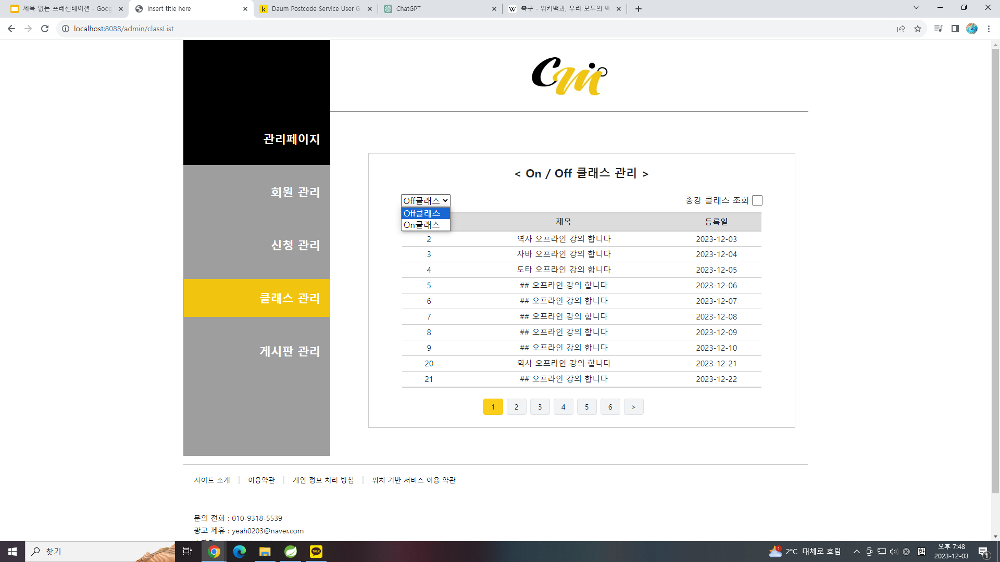 제목 없는 프레젠테이션 - Goog
Insert title here
Daum Postcode Service User G
ChatGPT
축구 - 위키백과, 우리 모두의 백
localhost:8088/admin/classList
cm
관리페이지
회원 관리
신청 관리
클래스 관리
게시판 관리
< On / Off 클래스 관리 >
Off클래스
종강 클래스 조회
Off클래스
On클래스
제목 등록일
2 역사 오프라인 강의 합니다 2023-12-03
3 자바 오프라인 강의 합니다 2023-12-04
4 도타 오프라인 강의 합니다 2023-12-05
5 ## 오프라인 강의 합니다 2023-12-06
6 ## 오프라인 강의 합니다 2023-12-07
7 ## 오프라인 강의 합니다 2023-12-08
8 ## 오프라인 강의 합니다 2023-12-09
9 ## 오프라인 강의 합니다 2023-12-10
20 역사 오프라인 강의 합니다 2023-12-21
21 ## 오프라인 강의 합니다 2023-12-22
1 2 3 4 5 6 >
사이트 소개 | 이용약관 | 개인 정보 처리 방침 | 위치 기반 서비스 이용 약관
문의 전화 : 010-9318-5539
광고 제휴 : yeah0203@naver.com
찾기
TALK
1
2°C 대체로 흐림
한
오후 7:48
2023-12-03
1